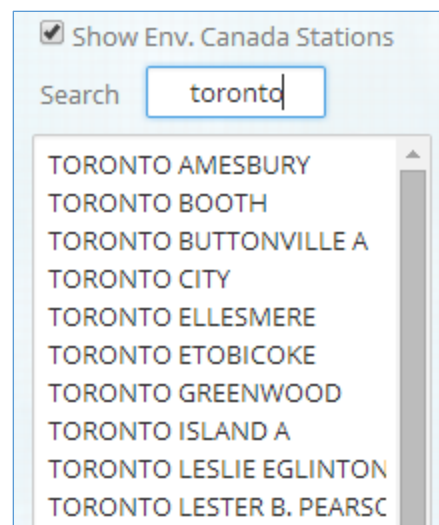 Show Env. Canada Stations
Search toronto
TORONTO AMESBURY
TORONTO BOOTH
TORONTO BUTTONVILLE A
TORONTO CITY
TORONTO ELLESMERE
TORONTO ETOBICOKE
TORONTO GREENWOOD
TORONTO ISLAND A
TORONTO LESLIE EGLINTON
TORONTO LESTER B. PEARSC